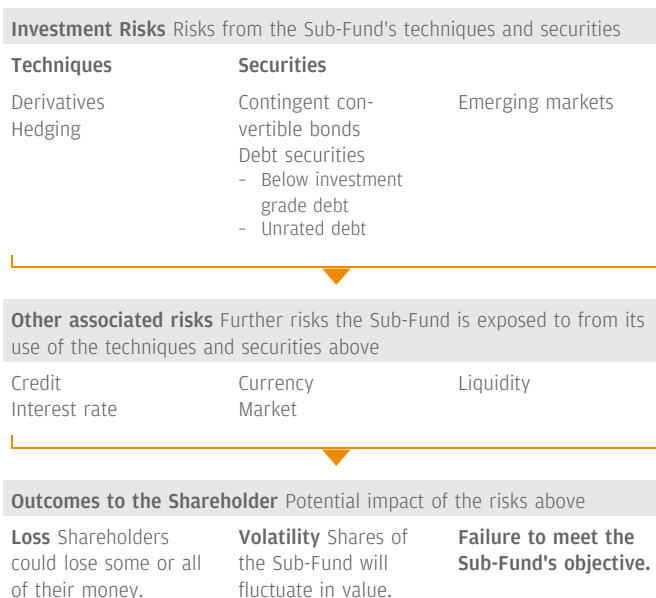 Investment Risks Risks from the Sub-Fund's techniques and securities
Techniques
Derivatives
Hedging
Securities
Contingent con-
vertible bonds
Debt securities
– Below investment
grade debt
– Unrated debt
Emerging markets
Other associated risks Further risks the Sub-Fund is exposed to from its
use of the techniques and securities above
Credit
Interest rate
Currency
Market
Liquidity
Outcomes to the Shareholder Potential impact of the risks above
Loss Shareholders
could lose some or all
of their money.
Volatility Shares of
the Sub-Fund will
fluctuate in value.
Failure to meet the
Sub-Fund's objective.